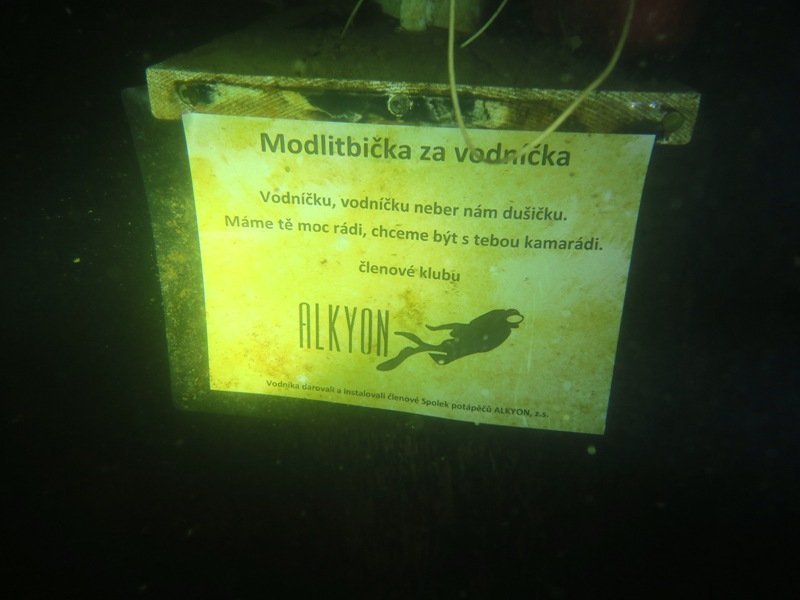 Modlitbička za vodníčka
Vodníčku, vodníčku neber nám dušičku.
Máme tě moc rádi, chceme být s tebou kamarádi.
členové klubu
ALKYON
Vodníka darovali a instalovali členové Spolek potápěčů ALKYON, z.s.